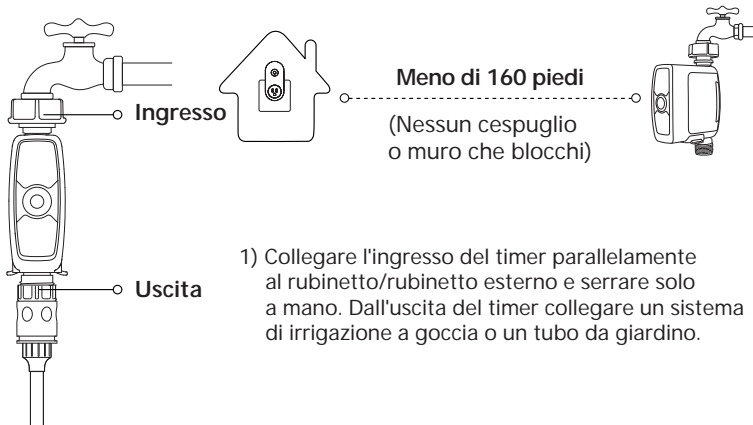 Ingresso
Meno di 160 piedi
(Nessun cespuglio
o muro che blocchi)
Uscita
1) Collegare l'ingresso del timer parallelamente
al rubinetto/rubinetto esterno e serrare solo
a mano. Dall'uscita del timer collegare un sistema
di irrigazione a goccia o un tubo da giardino.